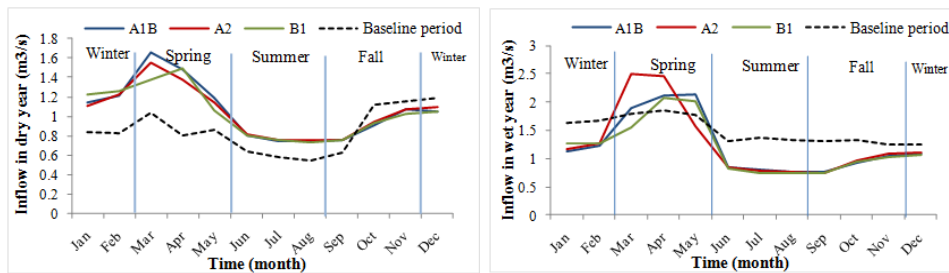 A1B A2 B1 Baseline period
Inflow in dry year (m3/s)
1.8
1.6
1.4
1.2
1
0.8
0.6
0.4
0.2
0
Winter Spring Summer Fall Winter
Jan Feb Mar Apr May Jun Jul Aug Sep Oct Nov Dec
Time (month)
A1B A2 B1 Baseline period
Inflow in wet year (m3/s)
3
2.5
2
1.5
1
0.5
0
Winter Spring Summer Fall Winter
Jan Feb Mar Apr May Jun Jul Aug Sep Oct Nov Dec
Time (month)